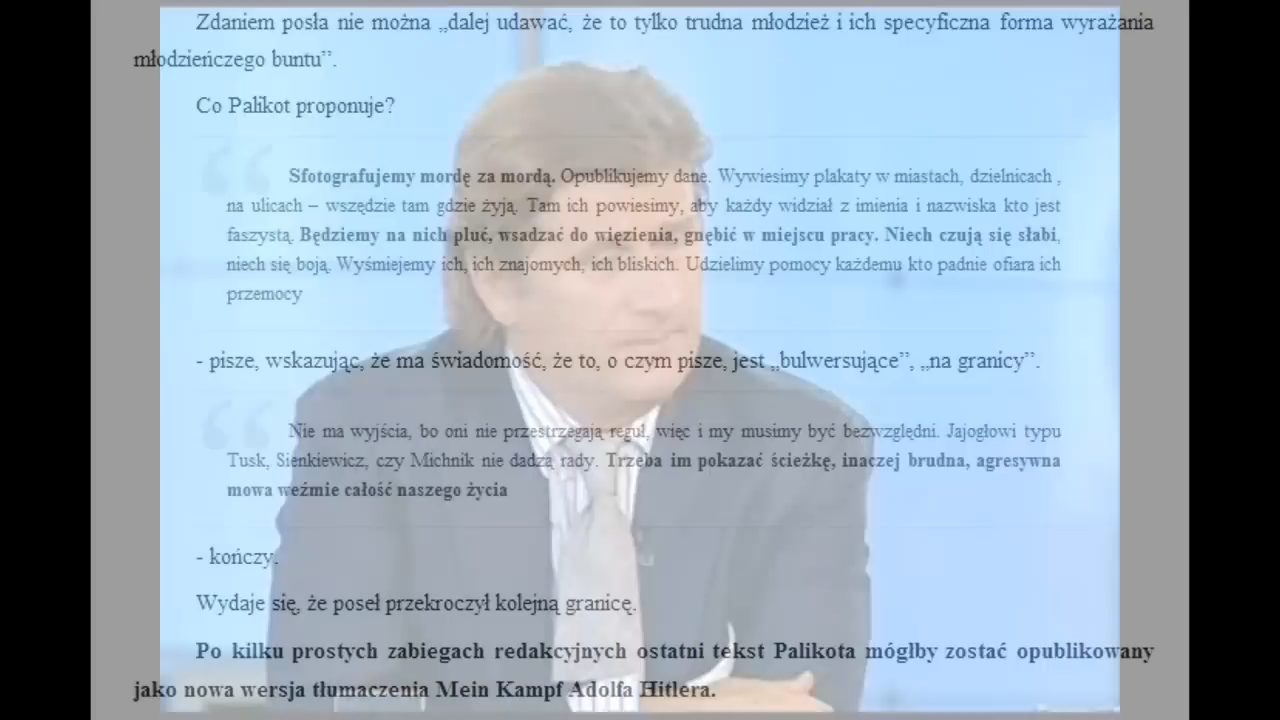 Zdaniem posła nie można „dalej udawać, że to tylko trudna młodzież i ich specyficzna forma wyrażania
młodzieńczego buntu”.
Co Palikot proponuje?
Sfotografujemy mordę za mordą. Opublikujemy dane. Wywiesimy plakaty w miastach, dzielnicach ,
na ulicach – wszędzie tam gdzie żyją. Tam ich powiesimy, aby każdy widział z imienia i nazwiska kto jest
faszystą. Będziemy na nich pluć, wsadzać do więzienia, gnębić w miejscu pracy. Niech czują się słabi,
niech się boją. Wyśmiejemy ich, ich znajomych, ich bliskich. Udzielimy pomocy każdemu kto padnie ofiara ich
przemocy
- pisze, wskazując, że ma świadomość, że to, o czym pisze, jest „bulwersujące”, „na granicy”.
Nie ma wyjścia, bo oni nie przestrzegają reguł, więc i my musimy być bezwzględni. Jajogłowi typu
Tusk, Sienkiewicz, czy Michnik nie dadzą rady. Trzeba im pokazać ścieżkę, inaczej brudna, agresywna
mowa weźmie całość naszego życia
- kończy.
Wydaje się, że poseł przekroczył kolejną granicę.
Po kilku prostych zabiegach redakcyjnych ostatni tekst Palikota mógłby zostać opublikowany
jako nowa wersja tłumaczenia Mein Kampf Adolfa Hitlera.